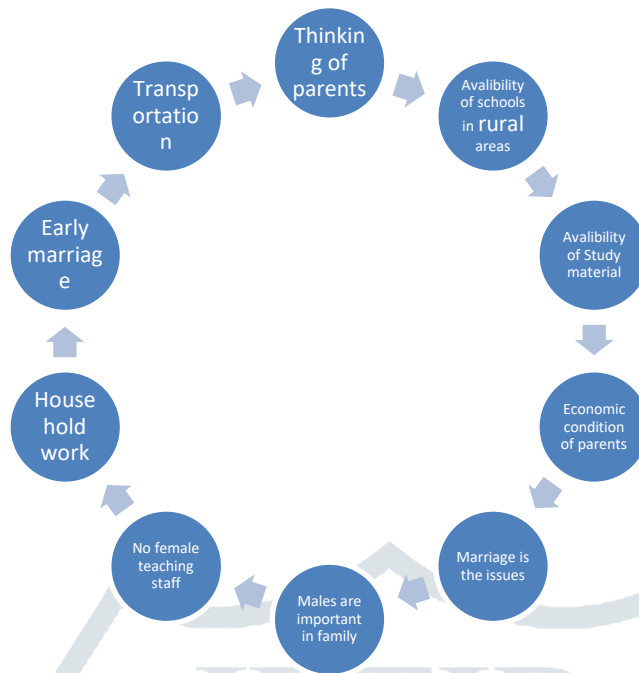 Thinkin
g of
parents
Avalibility
of schools
in rural
areas
Avalibility
of Study
material
Economic
condition
of parents
Marriage is
the issues
Males are
important
in family
No female
teaching
staff
House
hold
work
Early
marriag
e
Transp
ortatio
n